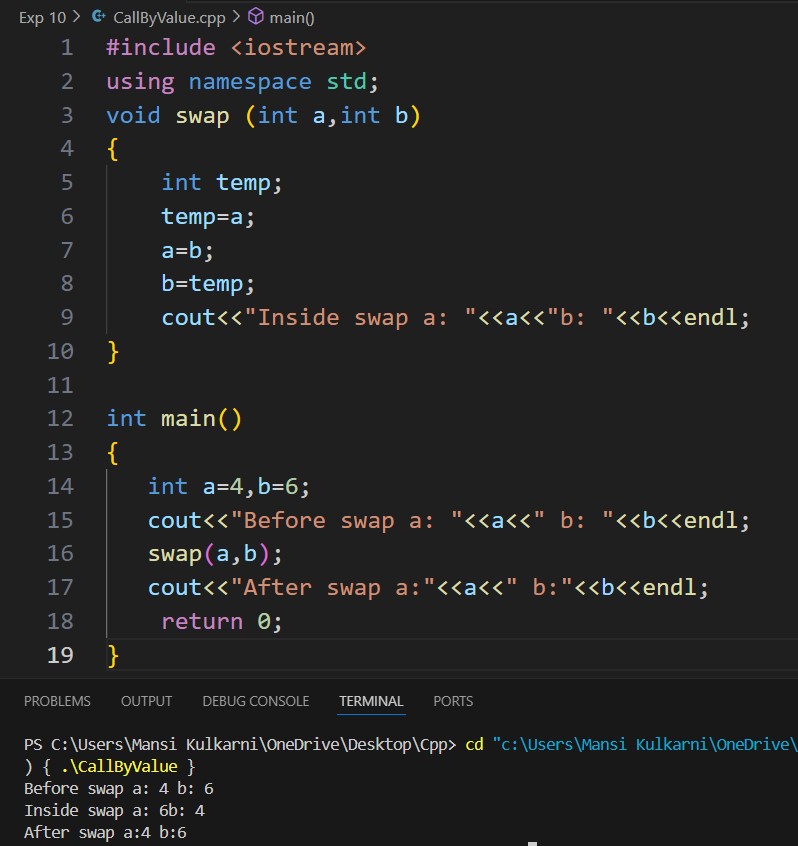 Exp 10 > CallByValue.cpp > main()
1 #include <iostream>
2 using namespace std;
3 void swap (int a,int b)
4 {
5     int temp;
6     temp=a;
7     a=b;
8     b=temp;
9     cout<<"Inside swap a: "<<a<<"b: "<<b<<endl;
10 }
11
12 int main()
13 {
14    int a=4,b=6;
15    cout<<"Before swap a: "<<a<<" b: "<<b<<endl;
16    swap(a,b);
17    cout<<"After swap a:"<<a<<" b:"<<b<<endl;
18     return 0;
19 }
PROBLEMS OUTPUT DEBUG CONSOLE TERMINAL PORTS
PS C:\Users\Mansi Kulkarni\OneDrive\Desktop\Cpp> cd "c:\Users\Mansi Kulkarni\OneDrive\
) { .\CallByValue }
Before swap a: 4 b: 6
Inside swap a: 6b: 4
After swap a:4 b:6